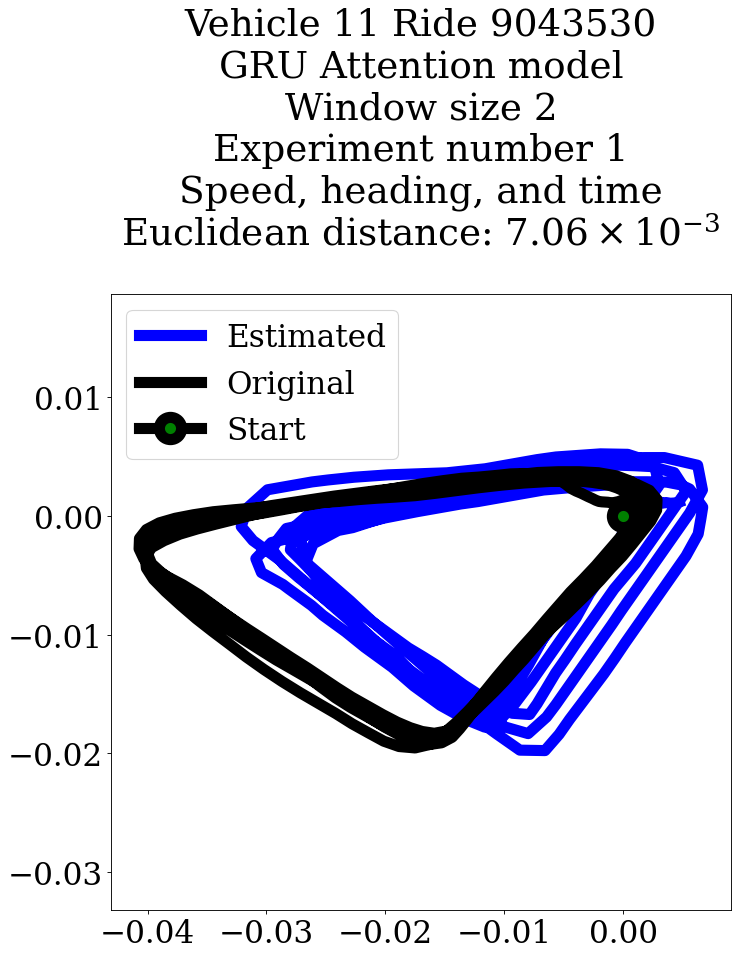 Vehicle 11 Ride 9043530
GRU Attention model
Window size 2
Experiment number 1
Speed, heading, and time
Euclidean distance: 7.06 × 10⁻³
Estimated
Original
Start
0.01
0.00
−0.01
−0.02
−0.03
−0.04 −0.03 −0.02 −0.01 0.00